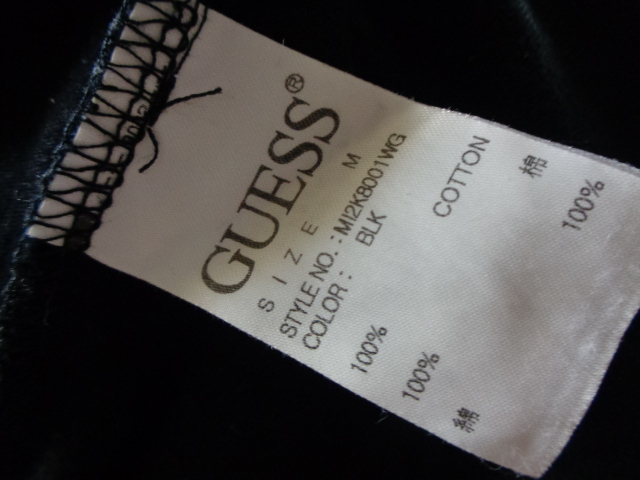 GUESS®
SIZE M
STYLE NO. : MI2K8001WG
COLOR : BLK
100% COTTON
100% 棉
綿 100%